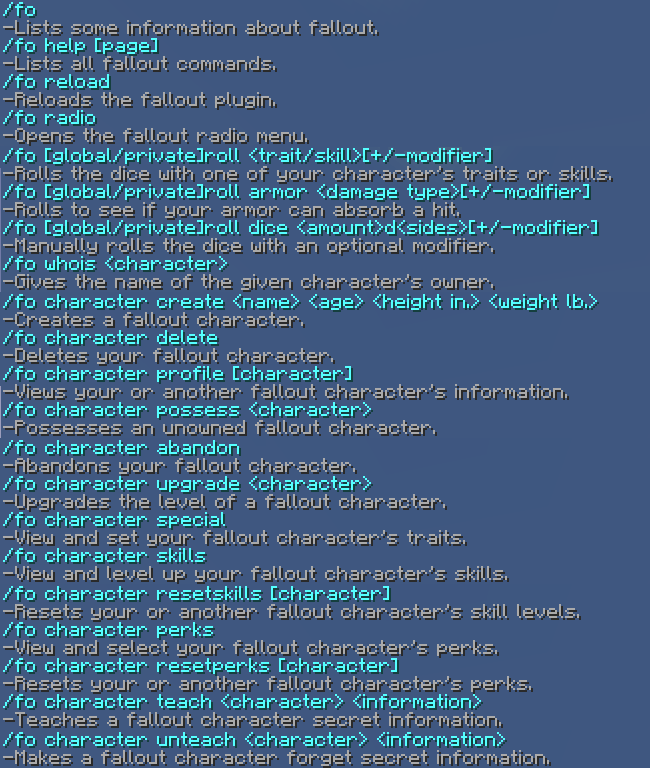 /fo
-Lists some information about fallout.
/fo help [page]
-Lists all fallout commands.
/fo reload
-Reloads the fallout plugin.
/fo radio
-Opens the fallout radio menu.
/fo [global/private]roll <trait/skill>[+/-modifier]
-Rolls the dice with one of your character's traits or skills.
/fo [global/private]roll armor <damage type>[+/-modifier]
-Rolls to see if your armor can absorb a hit.
/fo [global/private]roll dice <amount>d<sides>[+/-modifier]
-Manually rolls the dice with an optional modifier.
/fo whois <character>
-Gives the name of the given character's owner.
/fo character create <name> <age> <height in.> <weight lb.>
-Creates a fallout character.
/fo character delete
-Deletes your fallout character.
/fo character profile [character]
-Views your or another fallout character's information.
/fo character possess <character>
-Possesses an unowned fallout character.
/fo character abandon
-Abandons your fallout character.
/fo character upgrade <character>
-Upgrades the level of a fallout character.
/fo character special
-View and set your fallout character's traits.
/fo character skills
-View and level up your fallout character's skills.
/fo character resetskills [character]
-Resets your or another fallout character's skill levels.
/fo character perks
-View and select your fallout character's perks.
/fo character resetperks [character]
-Resets your or another fallout character's perks.
/fo character teach <character> <information>
-Teaches a fallout character secret information.
/fo character unteach <character> <information>
-Makes a fallout character forget secret information.